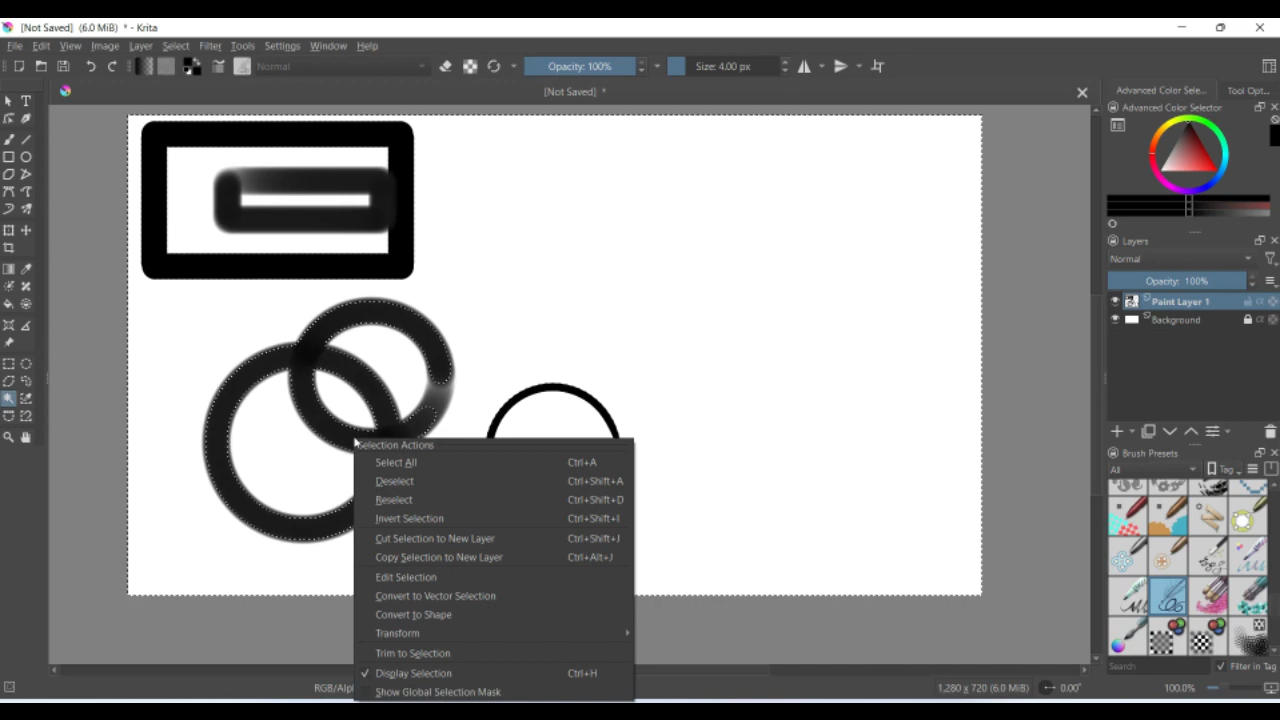 [Not Saved] (6.0 MiB) * - Krita
File Edit View Image Layer Select Filter Tools Settings Window Help
Normal Opacity: 100% Size: 4.00 px
[Not Saved] *
Advanced Color Sele... Tool Opt...
Advanced Color Selector
Layers
Normal
Opacity: 100%
Paint Layer 1
Background
Brush Presets
All Tag
Selection Actions
Select All Ctrl+A
Deselect Ctrl+Shift+A
Reselect Ctrl+Shift+D
Invert Selection Ctrl+Shift+I
Cut Selection to New Layer Ctrl+Shift+J
Copy Selection to New Layer Ctrl+Alt+J
Edit Selection
Convert to Vector Selection
Convert to Shape
Transform
Trim to Selection
Display Selection Ctrl+H
Show Global Selection Mask
Search Filter in Tag
RGB/Alp 1,280 x 720 (6.0 MiB) 0.00° 100.0%